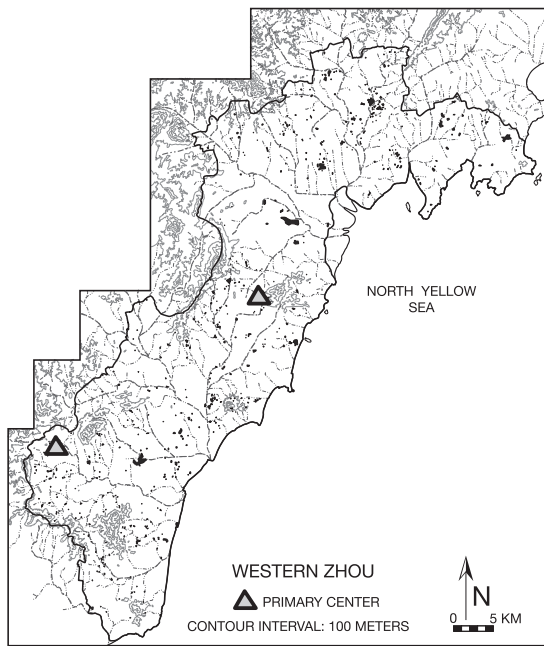 NORTH YELLOW
SEA
WESTERN ZHOU
PRIMARY CENTER
CONTOUR INTERVAL: 100 METERS
N
0 5 KM